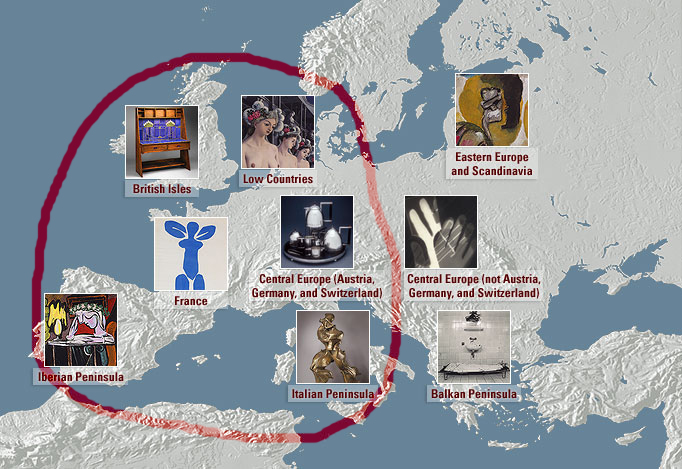 Eastern Europe
and Scandinavia
British Isles
Low Countries
France
Central Europe (Austria,
Germany, and Switzerland)
Central Europe (not Austria,
Germany, and Switzerland)
Iberian Peninsula
Italian Peninsula
Balkan Peninsula